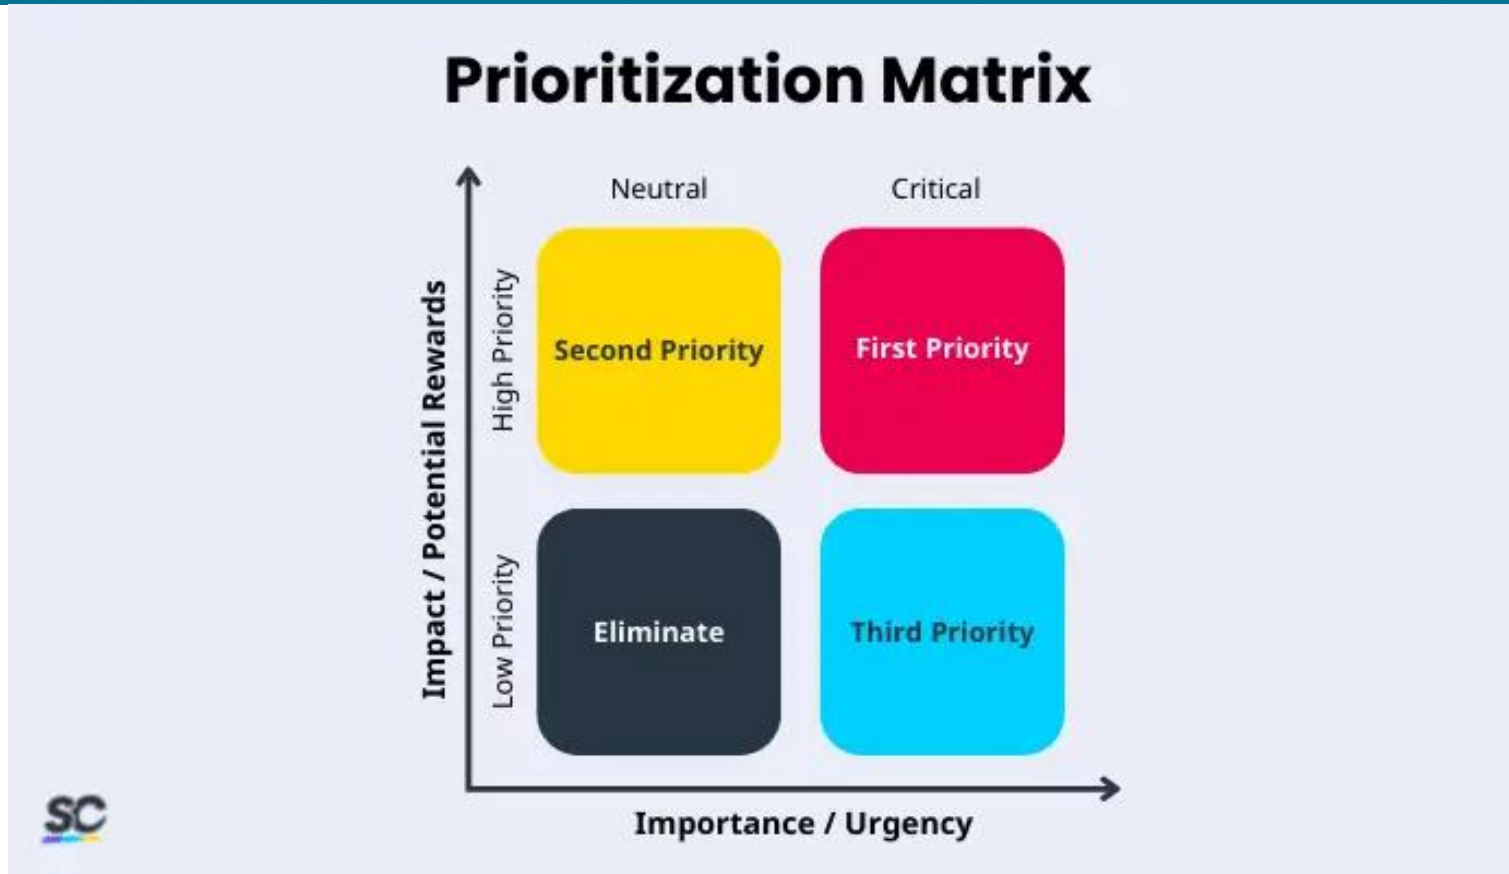 Prioritization Matrix
Neutral
Critical
Impact / Potential Rewards
High Priority
Second Priority
First Priority
Low Priority
Eliminate
Third Priority
Importance / Urgency
SC